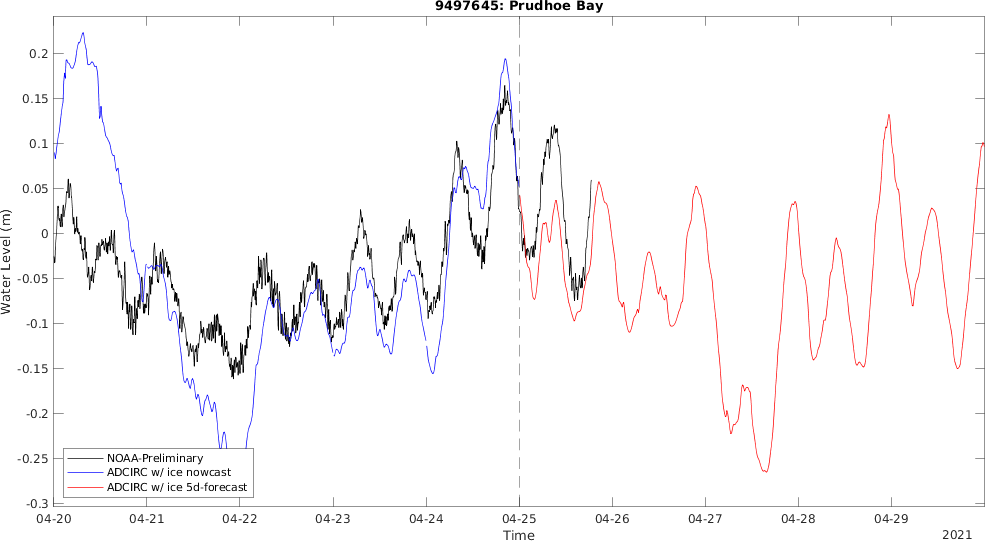 9497645: Prudhoe Bay
Water Level (m)
0.2
0.15
0.1
0.05
0
-0.05
-0.1
-0.15
-0.2
-0.25
-0.3
NOAA-Preliminary
ADCIRC w/ ice nowcast
ADCIRC w/ ice 5d-forecast
04-20 04-21 04-22 04-23 04-24 04-25 04-26 04-27 04-28 04-29
Time
2021